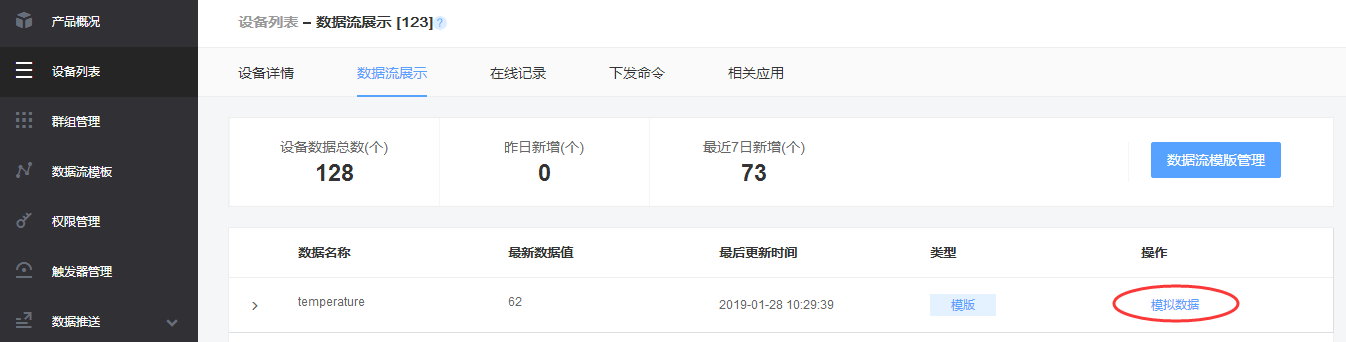 产品概况
设备列表
群组管理
数据流模板
权限管理
触发器管理
数据推送
设备列表 – 数据流展示 [123] ?
设备详情 数据流展示 在线记录 下发命令 相关应用
设备数据总数(个) 昨日新增(个) 最近7日新增(个)
128 0 73
数据流模版管理
数据名称 最新数据值 最后更新时间 类型 操作
temperature 62 2019-01-28 10:29:39 模版 模拟数据